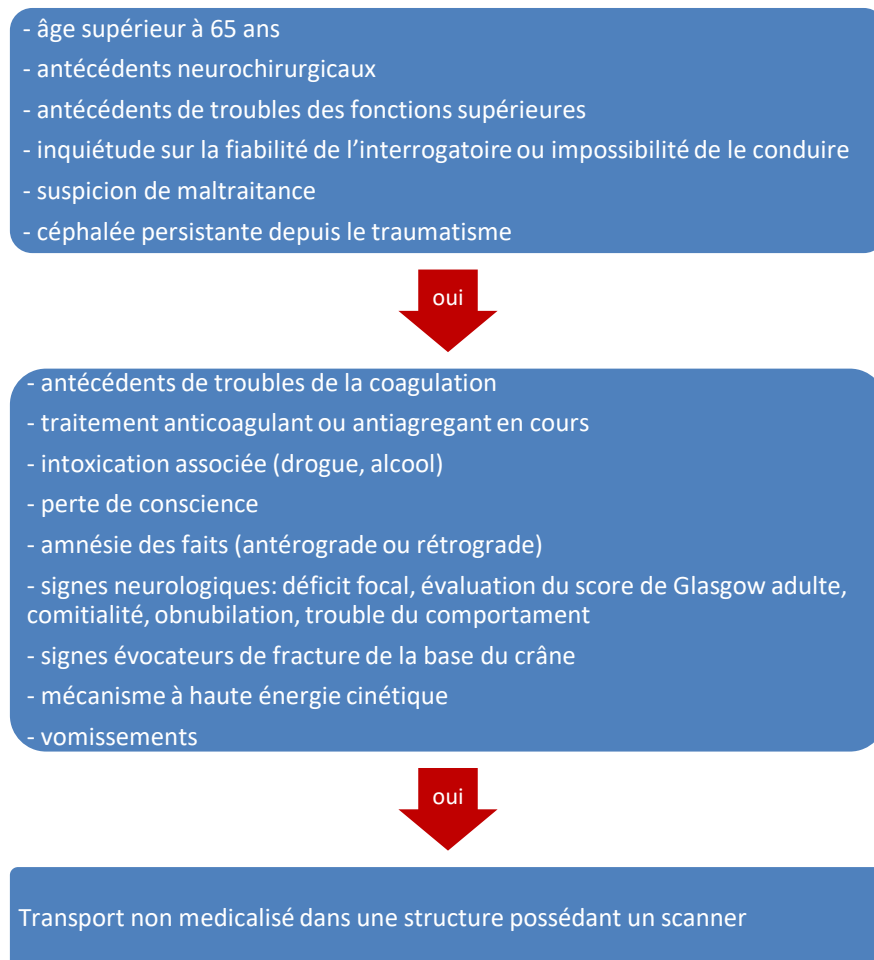 - âge supérieur à 65 ans
- antécédents neurochirurgicaux
- antécédents de troubles des fonctions supérieures
- inquiétude sur la fiabilité de l'interrogatoire ou impossibilité de le conduire
- suspicion de maltraitance
- céphalée persistante depuis le traumatisme
oui
- antécédents de troubles de la coagulation
- traitement anticoagulant ou antiagregant en cours
- intoxication associée (drogue, alcool)
- perte de conscience
- amnésie des faits (antérograde ou rétrograde)
- signes neurologiques: déficit focal, évaluation du score de Glasgow adulte,
comitialité, obnubilation, trouble du comportament
- signes évocateurs de fracture de la base du crâne
- mécanisme à haute énergie cinétique
- vomissements
oui
Transport non medicalisé dans une structure possédant un scanner